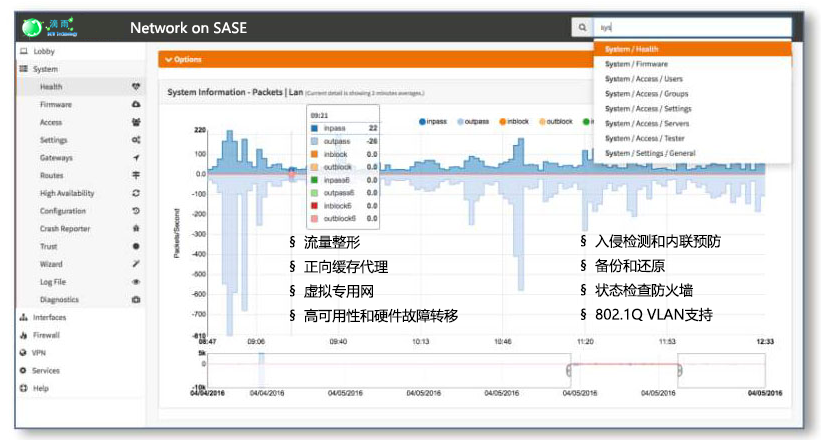 滴雨
Network on SASE
sys
Lobby
System
Health
Firmware
Access
Settings
Gateways
Routes
High Availability
Configuration
Crash Reporter
Trust
Wizard
Log File
Diagnostics
Interfaces
Firewall
VPN
Services
Help
System / Health
System / Firmware
System / Access / Users
System / Access / Groups
System / Access / Settings
System / Access / Servers
System / Access / Tester
System / Settings / General
Options
System Information - Packets | Lan (Current detail is showing 2 minutes averages.)
inpass outpass inblock outblock
09:21
inpass 22
outpass -26
inblock 0.0
outblock 0.0
inpass6 0.0
outpass6 0.0
inblock6 0.0
outblock6 0.0
Packets/Second
220
100
0.0
-100
-200
-300
-400
-500
-600
-700
-810
§ 流量整形
§ 正向缓存代理
§ 虚拟专用网
§ 高可用性和硬件故障转移
§ 入侵检测和内联预防
§ 备份和还原
§ 状态检查防火墙
§ 802.1Q VLAN支持
08:47 09:06 09:40 10:13 10:46 11:20 11:53 12:33
5k
0
-10k
04/04/2016 04/04/2016 04/05/2016 04/05/2016 04/05/2016 04/05/2016 04/05/2016